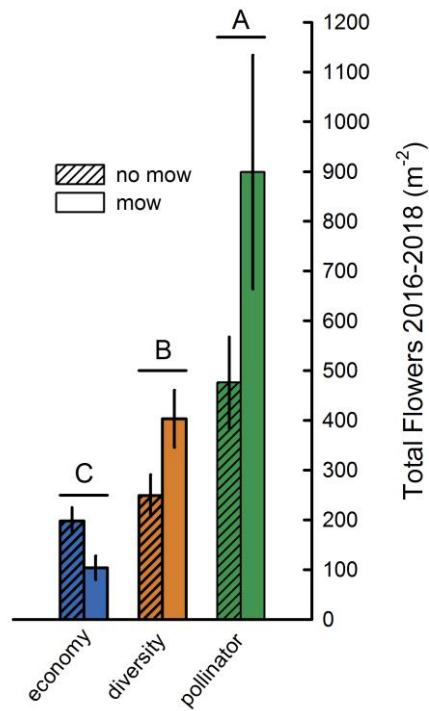 A
B
C
no mow
mow
1200
1100
1000
900
800
700
600
500
400
300
200
100
0
Total Flowers 2016-2018 (m⁻²)
economy
diversity
pollinator